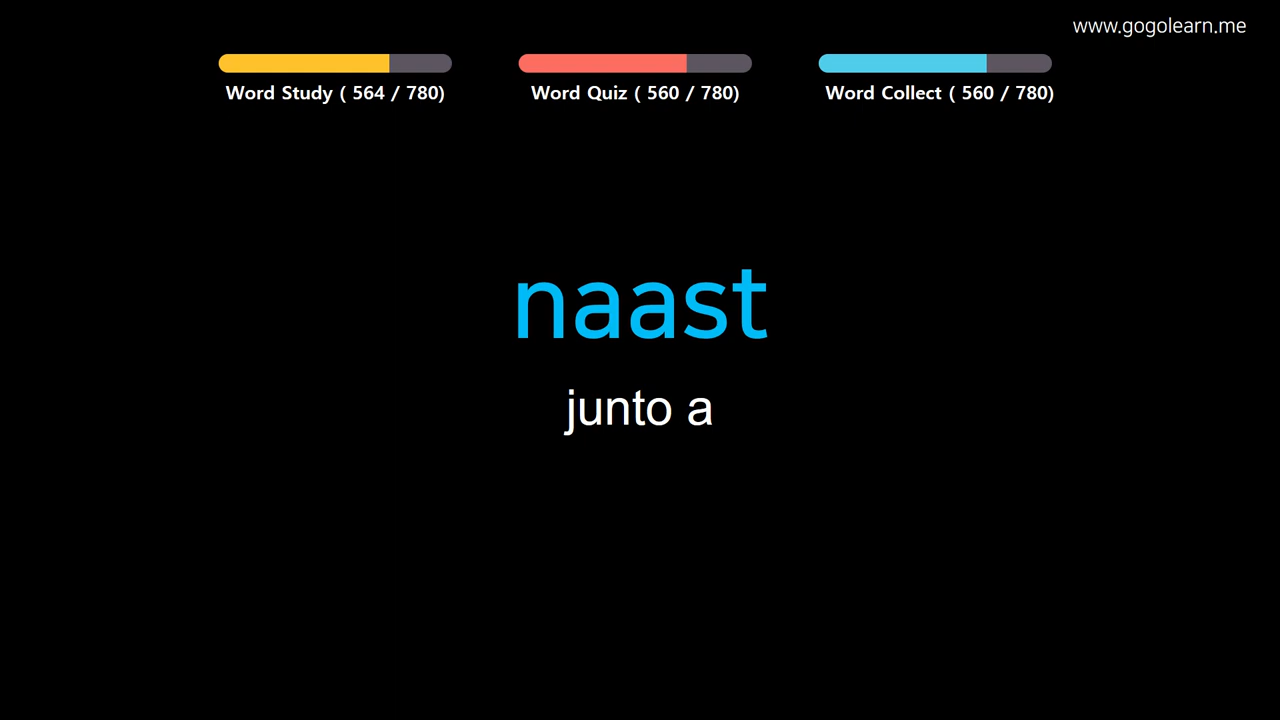 www.gogolearn.me
Word Study ( 564 / 780)
Word Quiz ( 560 / 780)
Word Collect ( 560 / 780)
naast
junto a